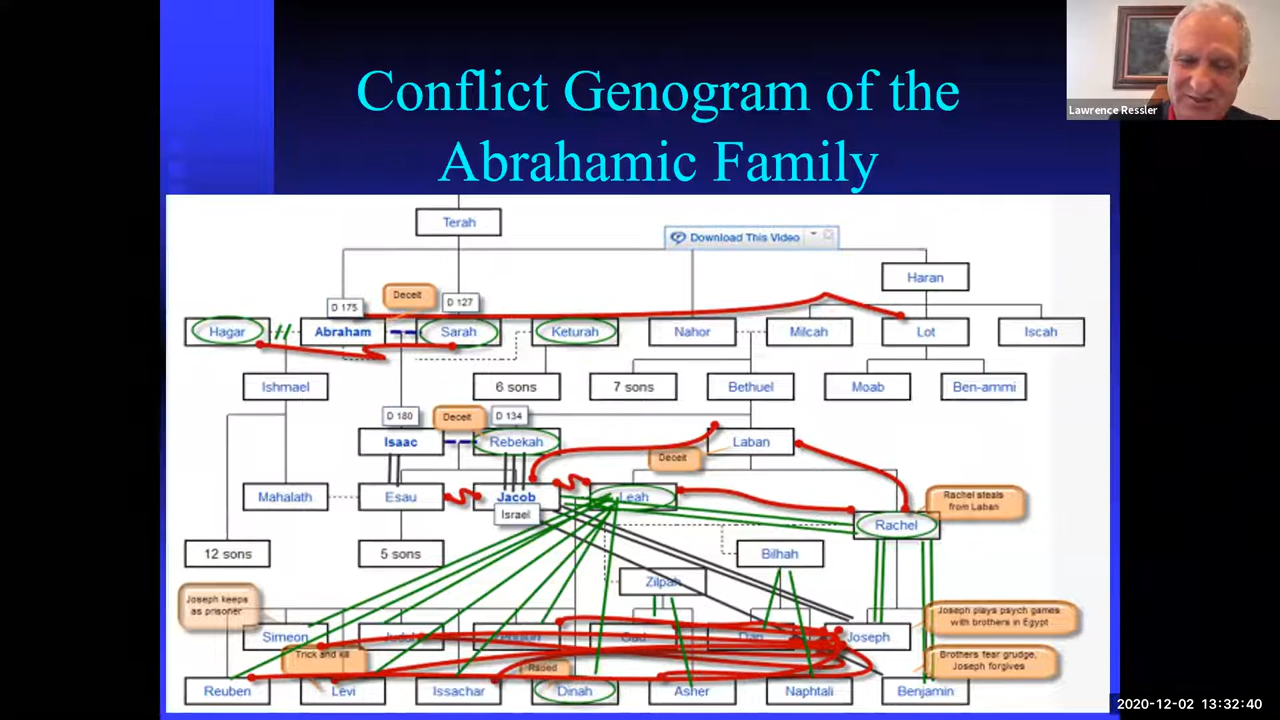 Conflict Genogram of the
Abrahamic Family
Lawrence Ressler
Terah
Download This Video
Haran
Deceit
D 175
D 127
Hagar
Abraham
Sarah
Keturah
Nahor
Milcah
Lot
Iscah
Ishmael
6 sons
7 sons
Bethuel
Moab
Ben-ammi
D 180
Deceit
D 134
Isaac
Rebekah
Laban
Deceit
Mahalath
Esau
Jacob
Israel
Leah
Rachel steals
from Laban
Rachel
12 sons
5 sons
Bilhah
Zilpah
Joseph keeps
as prisoner
Joseph plays psych games
with brothers in Egypt
Simeon
Judah
Gad
Dan
Joseph
Trick and kill
Brothers fear grudge,
Joseph forgives
Reuben
Levi
Issachar
Dinah
Asher
Naphtali
Benjamin
2020-12-02 13:32:40